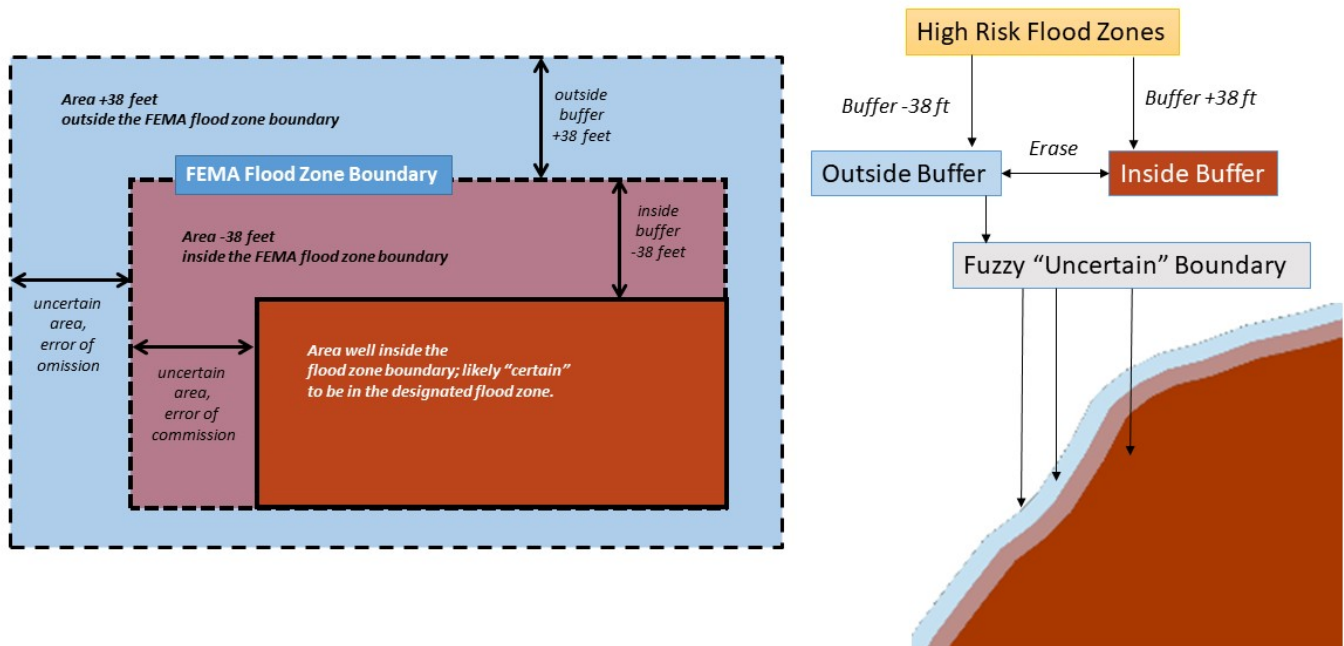 Area +38 feet
outside the FEMA flood zone boundary
outside
buffer
+38 feet
FEMA Flood Zone Boundary
Area -38 feet
inside the FEMA flood zone boundary
inside
buffer
-38 feet
uncertain
area,
error of
omission
uncertain
area,
error of
commission
Area well inside the
flood zone boundary; likely “certain”
to be in the designated flood zone.
High Risk Flood Zones
Buffer -38 ft
Buffer +38 ft
Erase
Outside Buffer
Inside Buffer
Fuzzy “Uncertain” Boundary